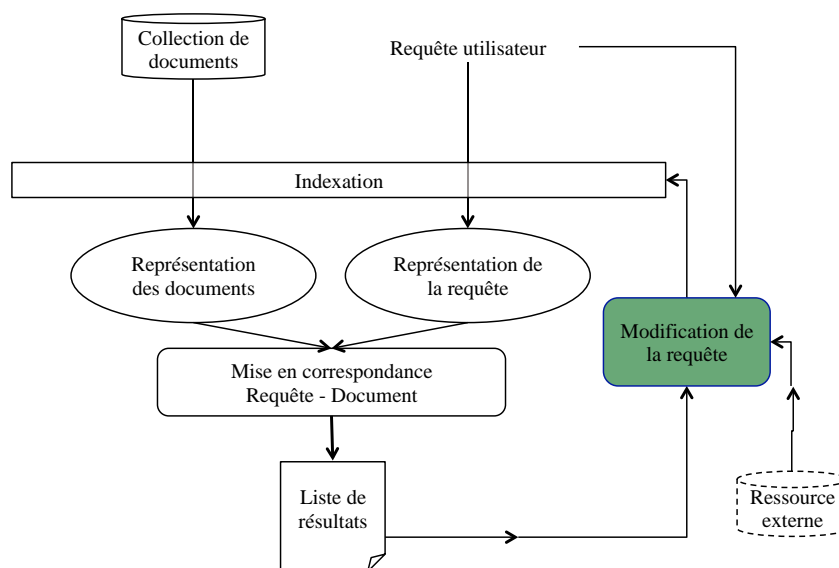 Collection de
documents
Requête utilisateur
Indexation
Représentation
des documents
Représentation de
la requête
Modification de
la requête
Mise en correspondance
Requête - Document
Liste de
résultats
Ressource
externe